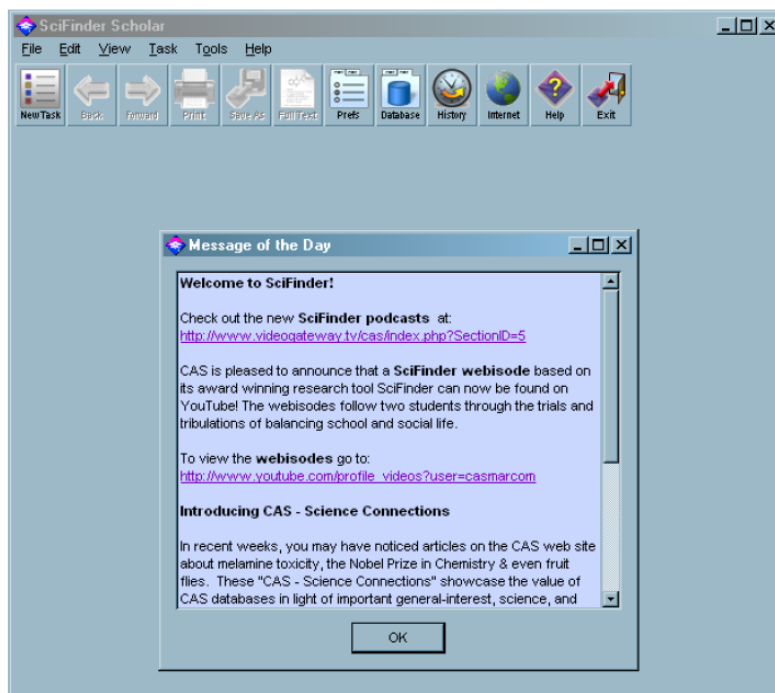 SciFinder Scholar
File Edit View Task Tools Help
New Task Back Forward Print Save As Full Text Prefs Database History Internet Help Exit
Message of the Day
Welcome to SciFinder!
Check out the new SciFinder podcasts at:
http://www.videogateway.tv/cas/index.php?SectionID=5
CAS is pleased to announce that a SciFinder webisode based on
its award winning research tool SciFinder can now be found on
YouTube! The webisodes follow two students through the trials and
tribulations of balancing school and social life.
To view the webisodes go to:
http://www.youtube.com/profile_videos?user=casmarcom
Introducing CAS - Science Connections
In recent weeks, you may have noticed articles on the CAS web site
about melamine toxicity, the Nobel Prize in Chemistry & even fruit
flies. These "CAS - Science Connections" showcase the value of
CAS databases in light of important general-interest, science, and
OK